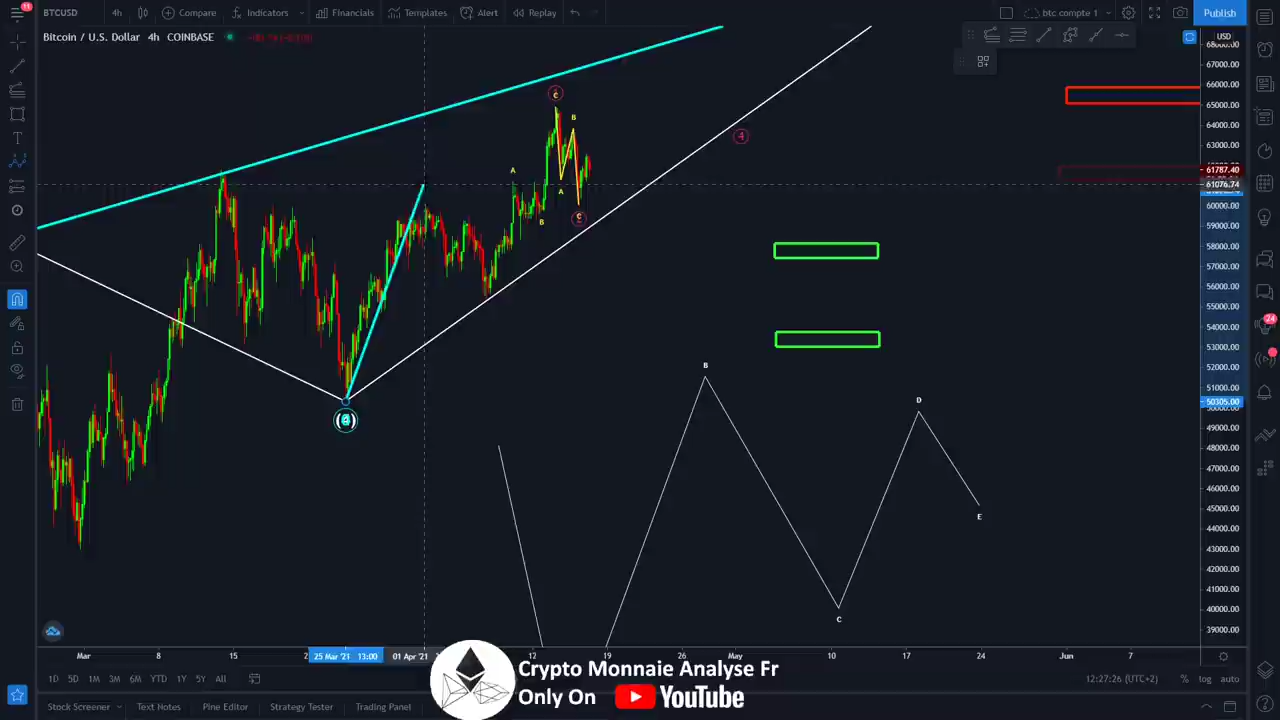 11
BTCUSD 4h Compare Indicators Financials Templates Alert Replay btc compte 1 Publish
Bitcoin / U.S. Dollar 4h COINBASE
USD
68000.00
66000.00
65000.00
64000.00
63000.00
61787.40
61076.74
60000.00
58000.00
57000.00
56000.00
55000.00
54000.00
53000.00
52000.00
51000.00
50305.00
49000.00
48000.00
47000.00
46000.00
45000.00
44000.00
43000.00
42000.00
41000.00
40000.00
39000.00
C
B
A
A
B
C
4
B
D
E
C
24
Mar 8 15 25 Mar '21 13:00 01 Apr '21 12 19 26 May 10 17 24 Jun 7
1D 5D 1M 3M 6M YTD 1Y 5Y All 12:27:26 (UTC+2) % log auto
Crypto Monnaie Analyse Fr
Only On YouTube
Stock Screener Text Notes Pine Editor Strategy Tester Trading Panel